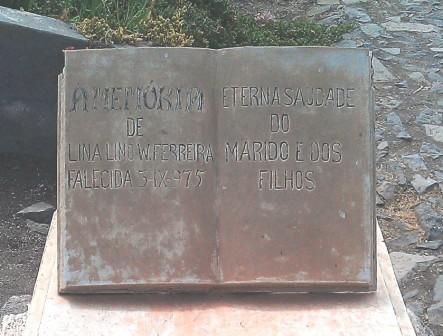 À MEMÓRIA
DE
LINA LINO W. FERREIRA
FALECIDA 5-IX-975
ETERNA SAUDADE
DO
MARIDO E DOS
FILHOS